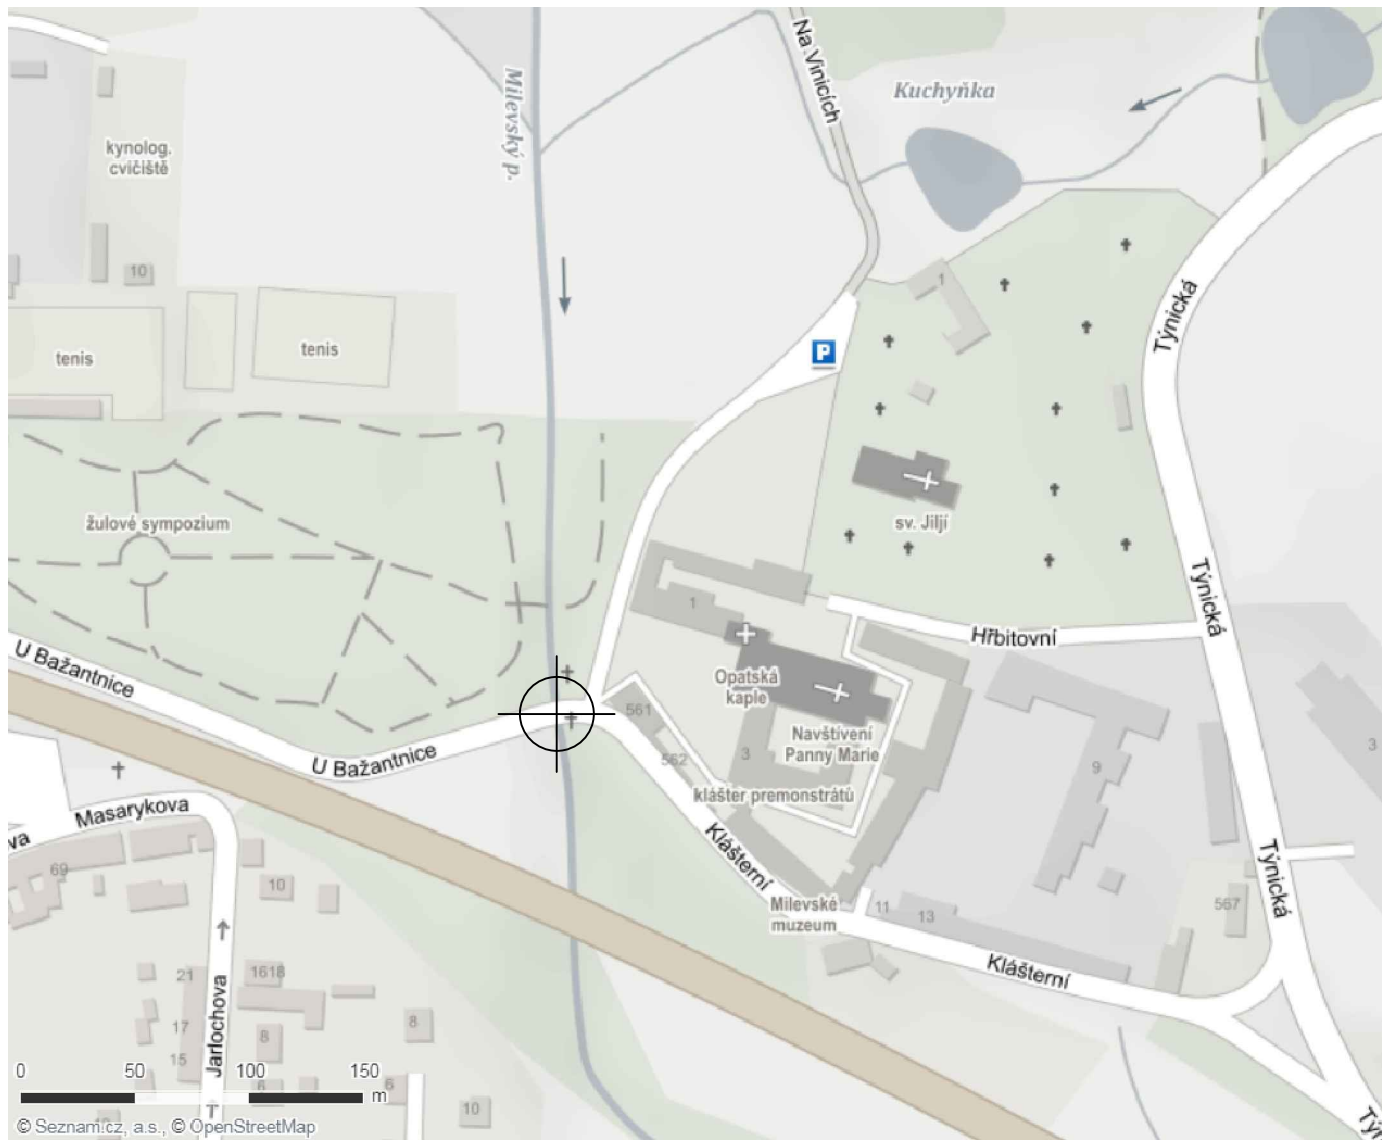 Na Vinicích
Milevský p.
Kuchyňka
kynolog.
cvičiště
10
1
Týnická
P
tenis
tenis
sv. Jiljí
žulové sympozium
Týnická
1
Hřbitovní
U Bažantnice
Opatská
kaple
561
Navštívení
Panny Marie
3
U Bažantnice
562
3
9
klášter premonstrátů
Masarykova
va
Klášterní
Týnická
69
10
Milevské
muzeum
11
13
567
Klášterní
21
1618
Jarlochova
17
8
8
15
6
6
10
10
0 50 100 150
m
© Seznam.cz, a.s., © OpenStreetMap